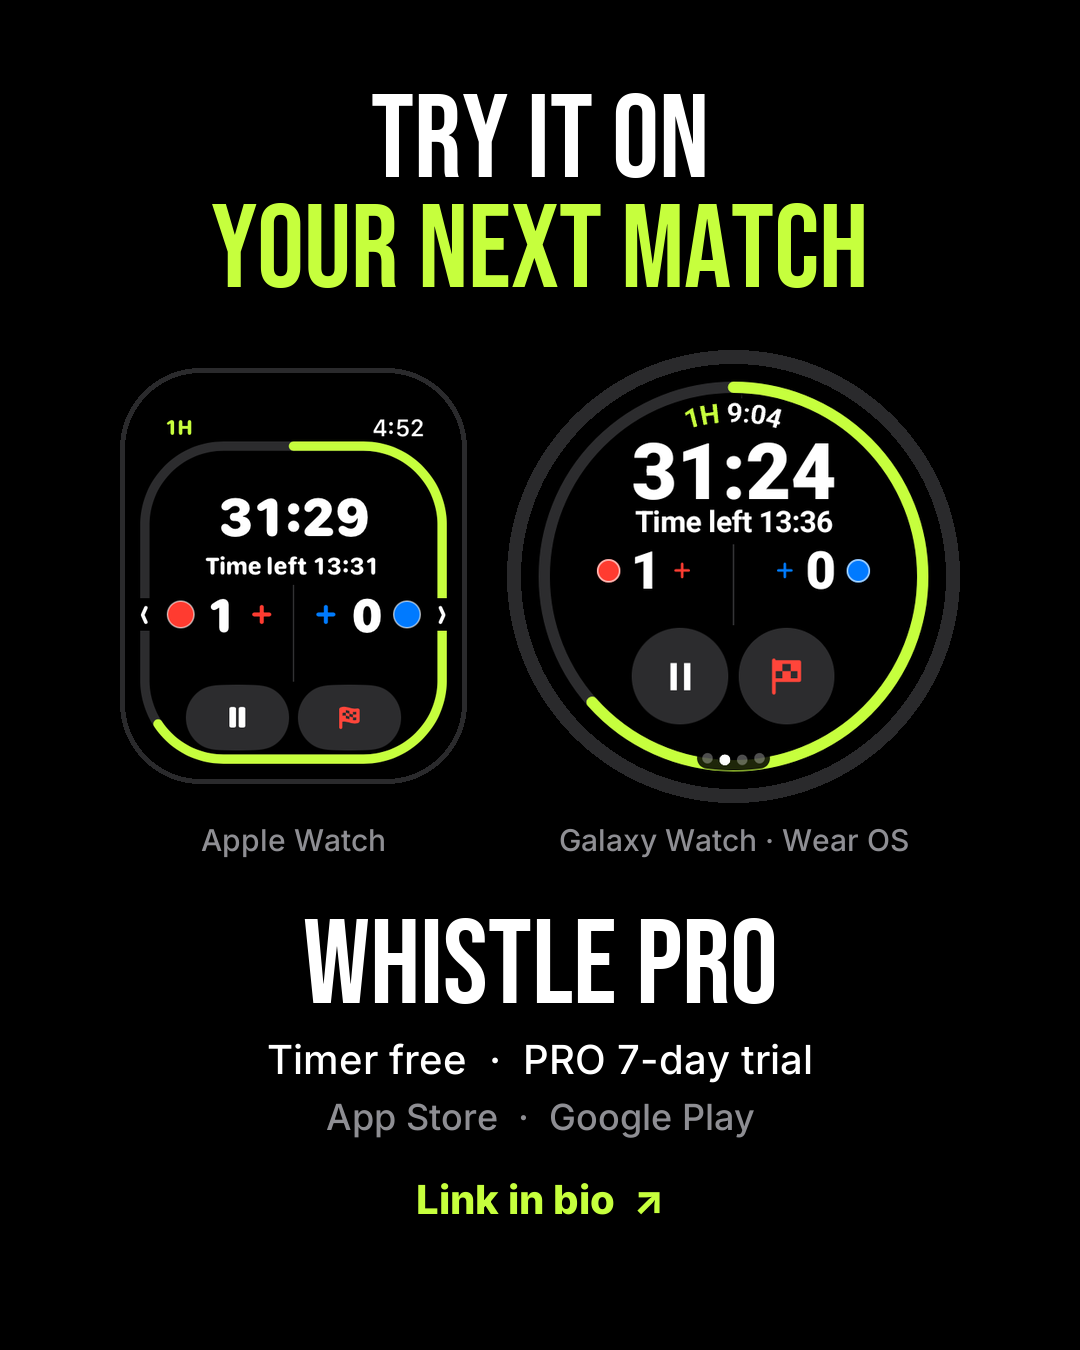 TRY IT ON
YOUR NEXT MATCH
1H 4:52
31:29
Time left 13:31
1 + + 0
Apple Watch
1H 9:04
31:24
Time left 13:36
1 + + 0
Galaxy Watch · Wear OS
WHISTLE PRO
Timer free · PRO 7-day trial
App Store · Google Play
Link in bio ↗